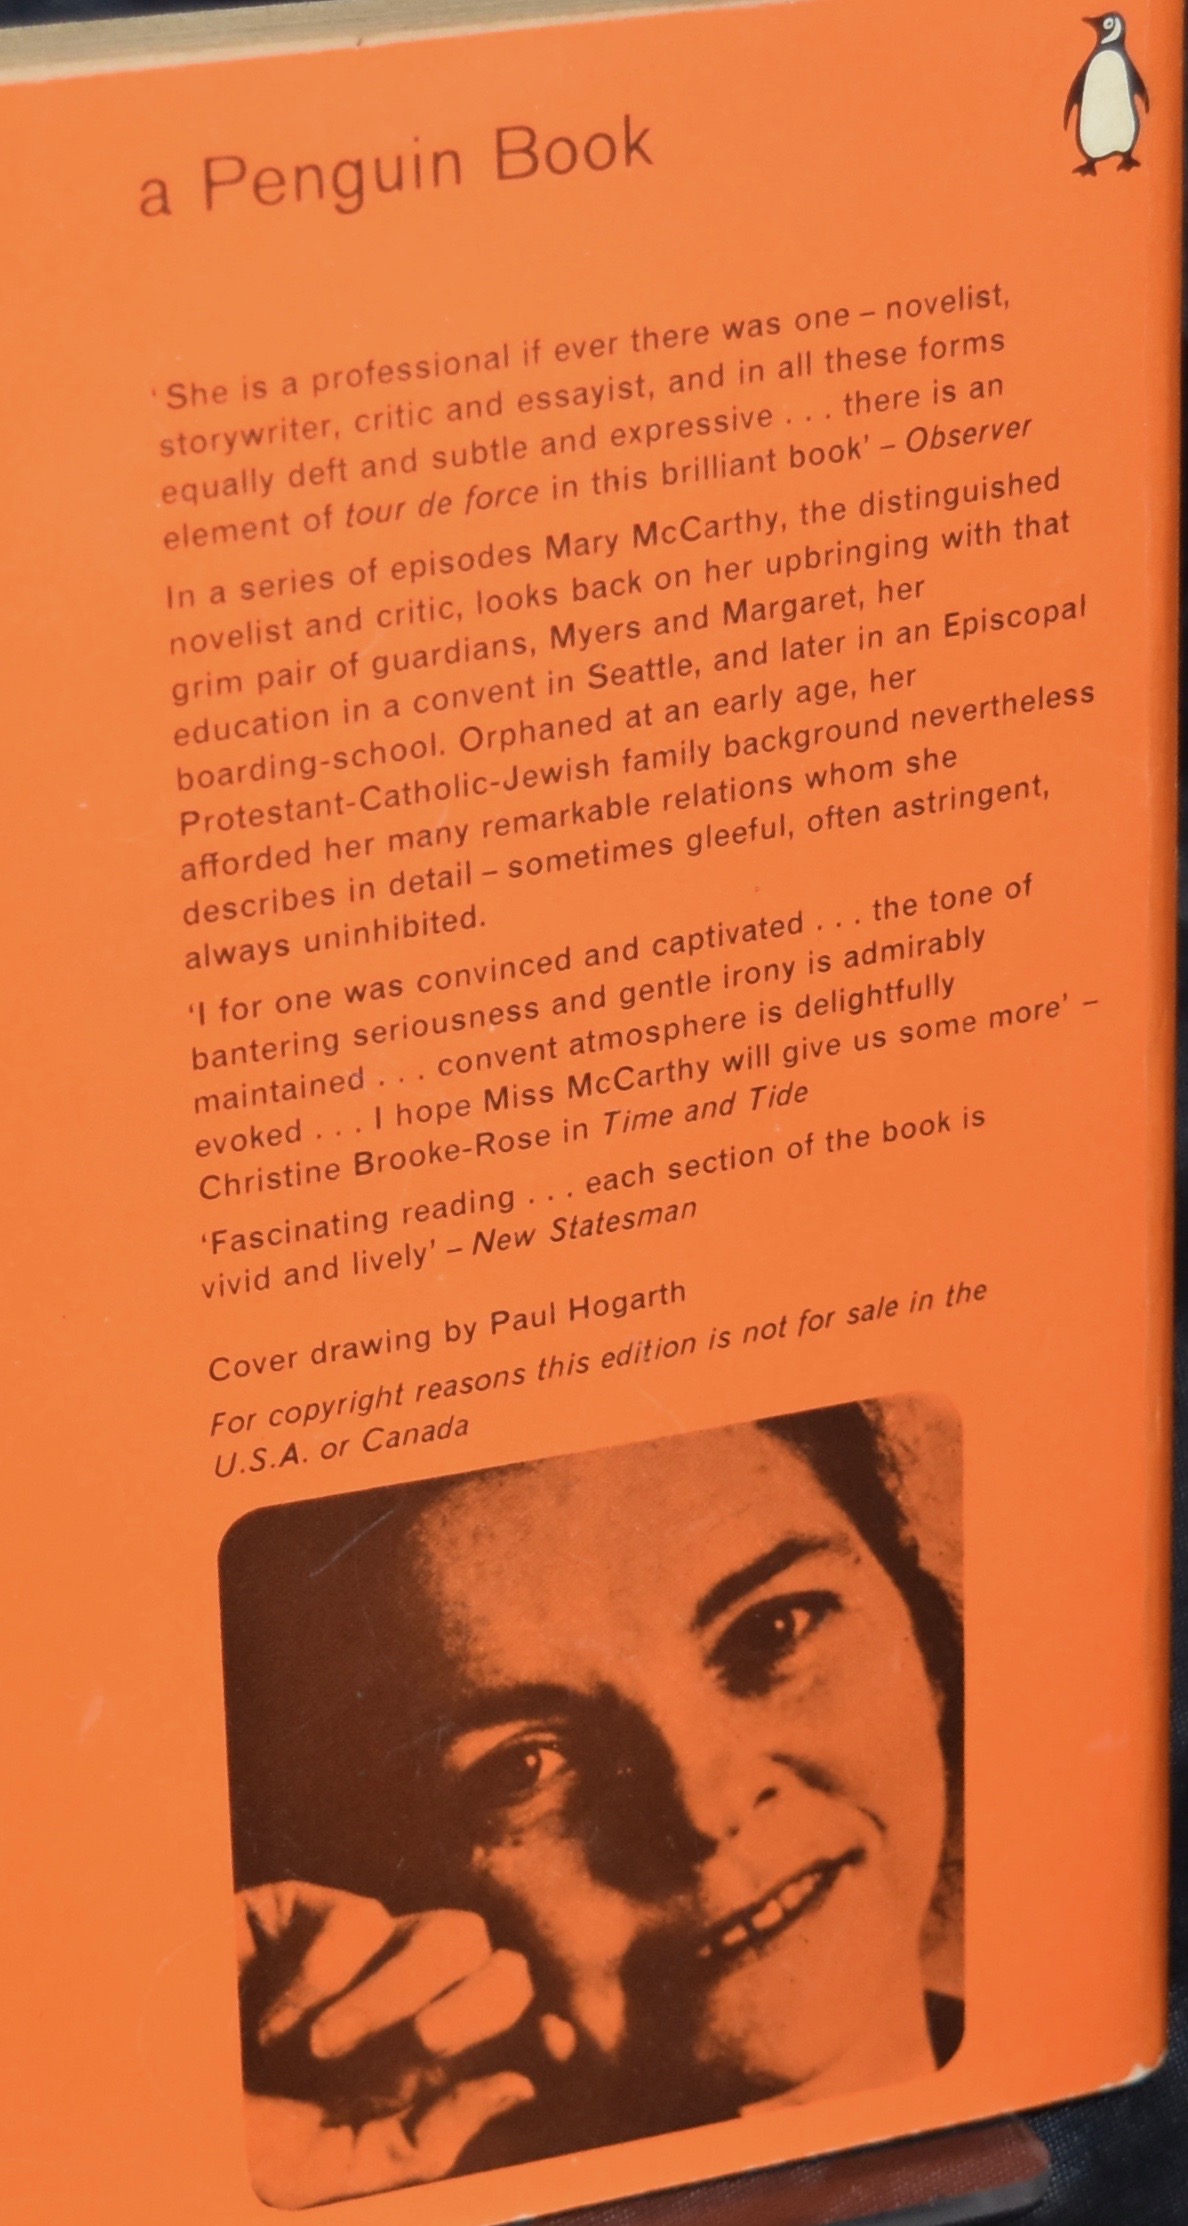 a Penguin Book
‘She is a professional if ever there was one – novelist,
storywriter, critic and essayist, and in all these forms
equally deft and subtle and expressive . . . there is an
element of tour de force in this brilliant book’ – Observer
In a series of episodes Mary McCarthy, the distinguished
novelist and critic, looks back on her upbringing with that
grim pair of guardians, Myers and Margaret, her
education in a convent in Seattle, and later in an Episcopal
boarding-school. Orphaned at an early age, her
Protestant-Catholic-Jewish family background nevertheless
afforded her many remarkable relations whom she
describes in detail – sometimes gleeful, often astringent,
always uninhibited.
‘I for one was convinced and captivated . . . the tone of
bantering seriousness and gentle irony is admirably
maintained . . . convent atmosphere is delightfully
evoked . . . I hope Miss McCarthy will give us some more’ –
Christine Brooke-Rose in Time and Tide
‘Fascinating reading . . . each section of the book is
vivid and lively’ – New Statesman
Cover drawing by Paul Hogarth
For copyright reasons this edition is not for sale in the
U.S.A. or Canada